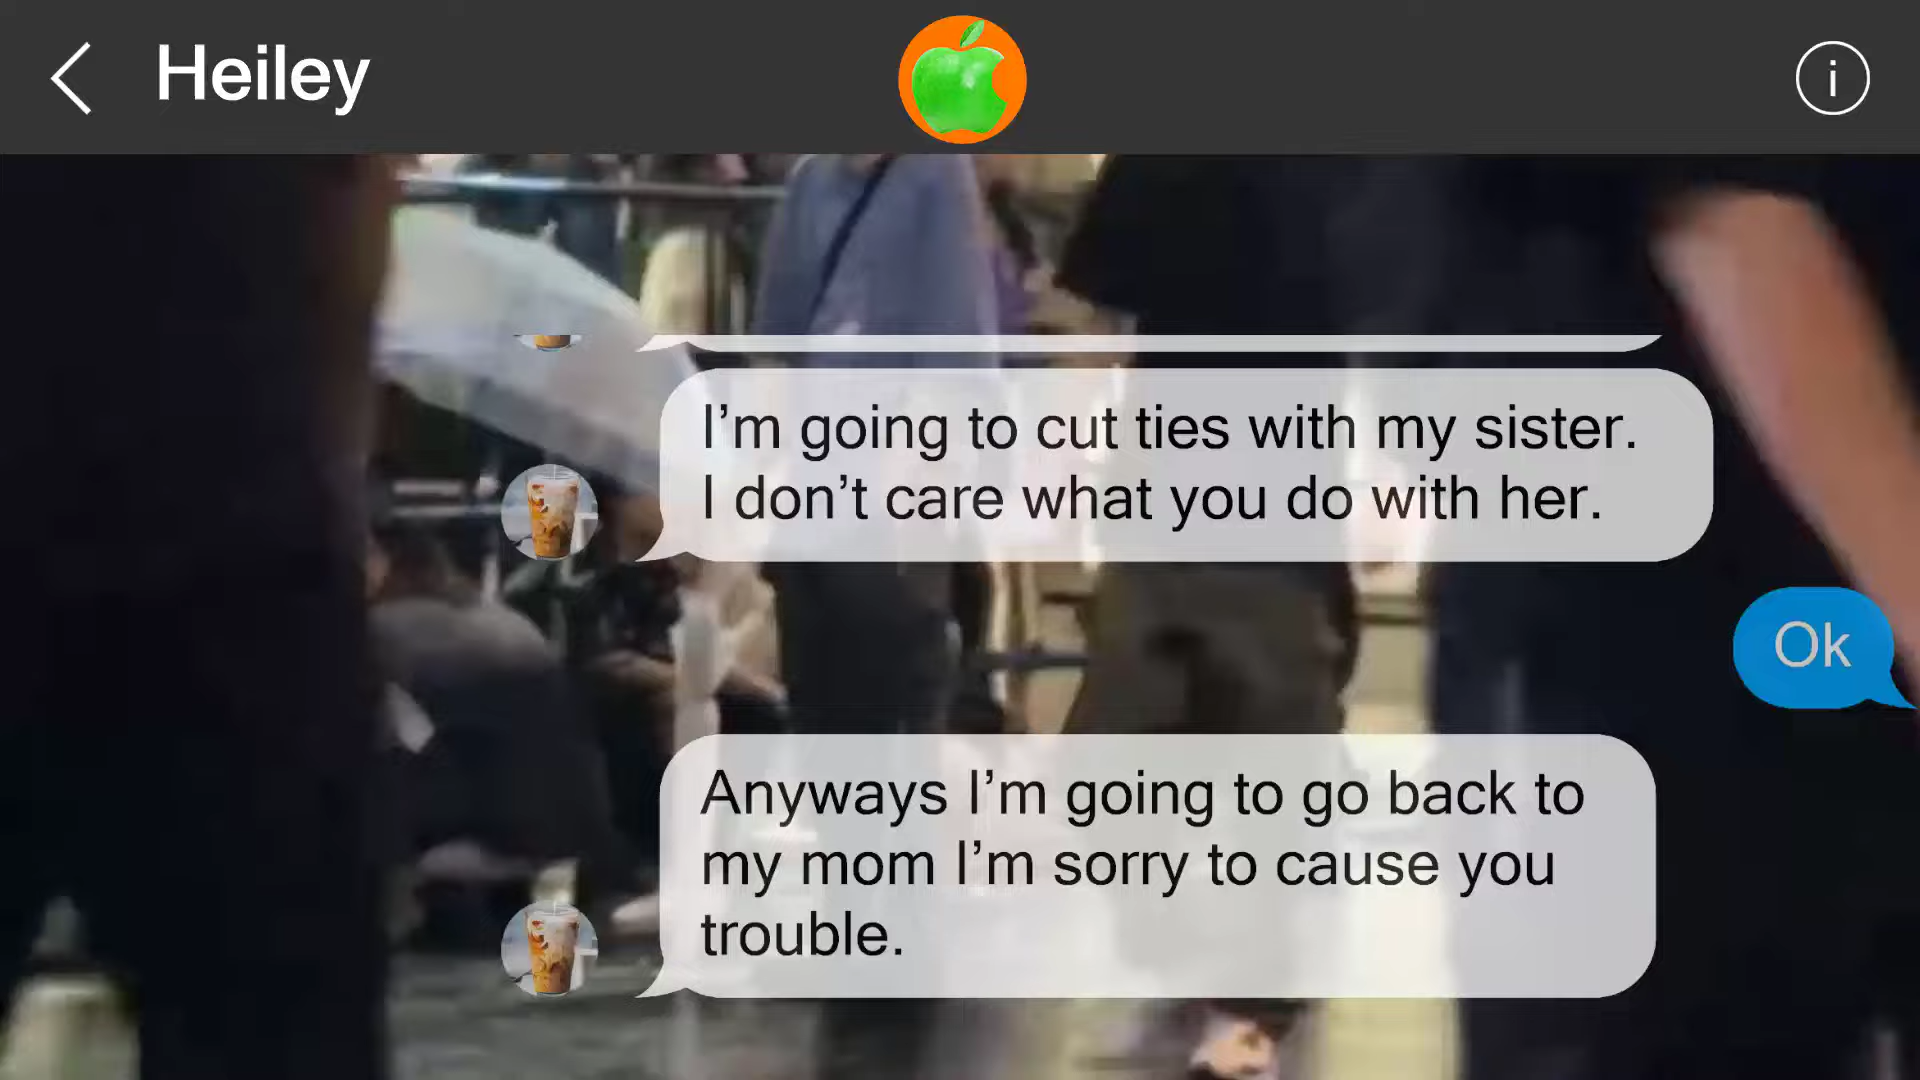 Heiley
i
I’m going to cut ties with my sister.
I don’t care what you do with her.
Ok
Anyways I’m going to go back to
my mom I’m sorry to cause you
trouble.